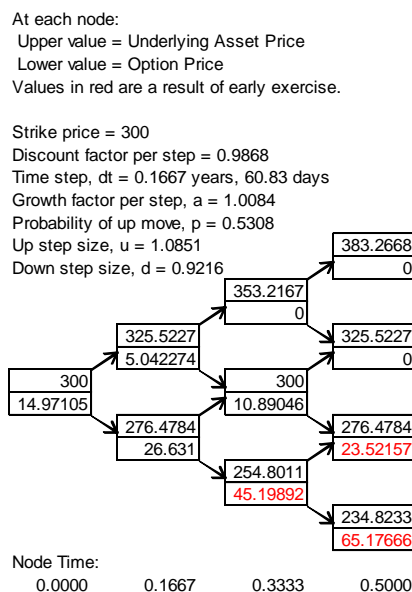 At each node:
Upper value = Underlying Asset Price
Lower value = Option Price
Values in red are a result of early exercise.
Strike price = 300
Discount factor per step = 0.9868
Time step, dt = 0.1667 years, 60.83 days
Growth factor per step, a = 1.0084
Probability of up move, p = 0.5308
Up step size, u = 1.0851
383.2668
Down step size, d = 0.9216
0
353.2167
0
325.5227
325.5227
5.042274
0
300
300
14.97105
10.89046
276.4784
276.4784
26.631
23.52157
254.8011
45.19892
234.8233
65.17666
Node Time:
0.0000 0.1667 0.3333 0.5000